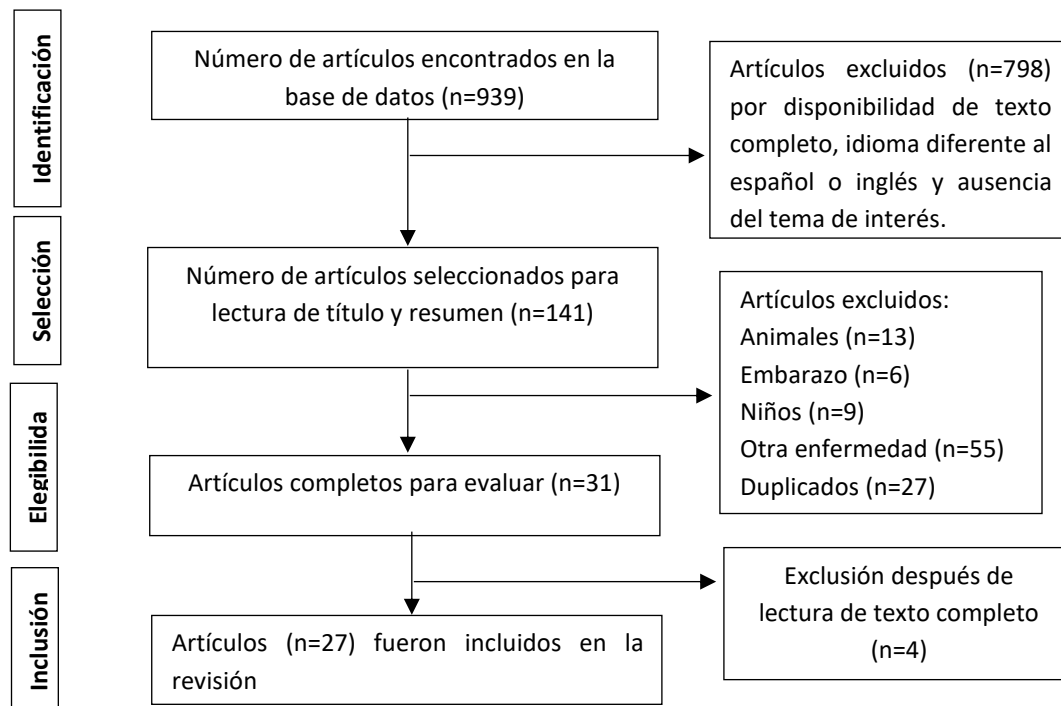 Identificación
Número de artículos encontrados en la
base de datos (n=939)
Artículos excluidos (n=798)
por disponibilidad de texto
completo, idioma diferente al
español o inglés y ausencia
del tema de interés.
Selección
Número de artículos seleccionados para
lectura de título y resumen (n=141)
Artículos excluidos:
Animales (n=13)
Embarazo (n=6)
Niños (n=9)
Otra enfermedad (n=55)
Duplicados (n=27)
Elegibilida
Artículos completos para evaluar (n=31)
Exclusión después de
lectura de texto completo
(n=4)
Inclusión
Artículos (n=27) fueron incluidos en la
revisión